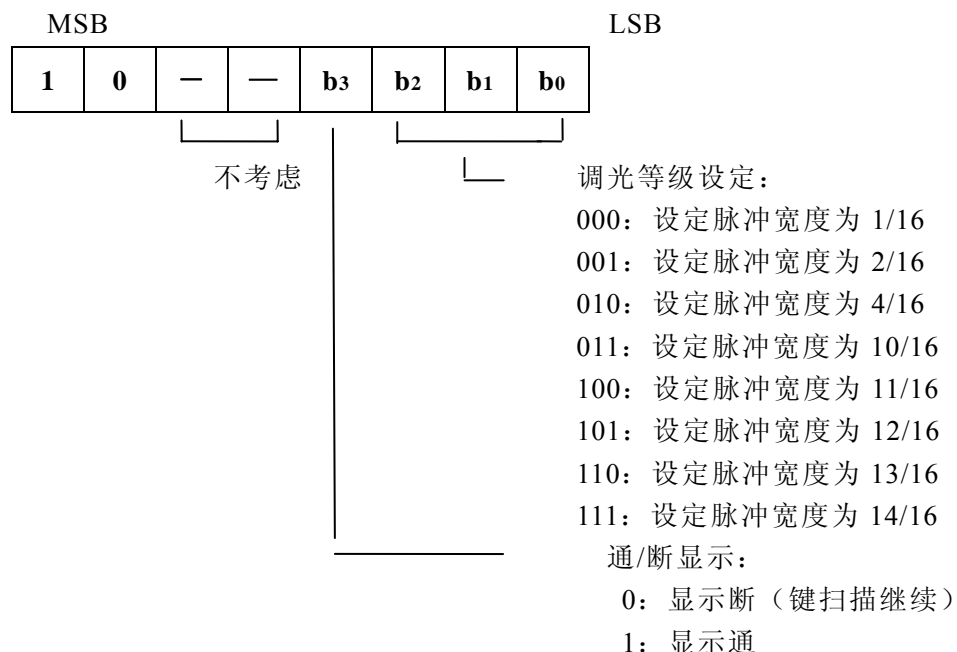 MSB LSB
1 0 — — b3 b2 b1 b0
不考虑 调光等级设定：
000：设定脉冲宽度为 1/16
001：设定脉冲宽度为 2/16
010：设定脉冲宽度为 4/16
011：设定脉冲宽度为 10/16
100：设定脉冲宽度为 11/16
101：设定脉冲宽度为 12/16
110：设定脉冲宽度为 13/16
111：设定脉冲宽度为 14/16
通/断显示：
0：显示断（键扫描继续）
1：显示通